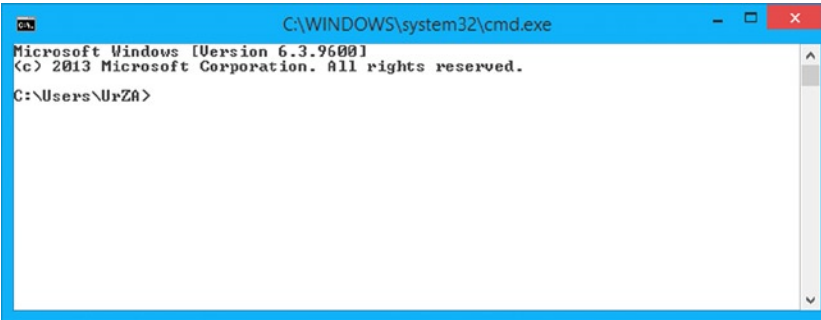 C:\WINDOWS\system32\cmd.exe
Microsoft Windows [Version 6.3.9600]
(c) 2013 Microsoft Corporation. All rights reserved.
C:\Users\UrZA>